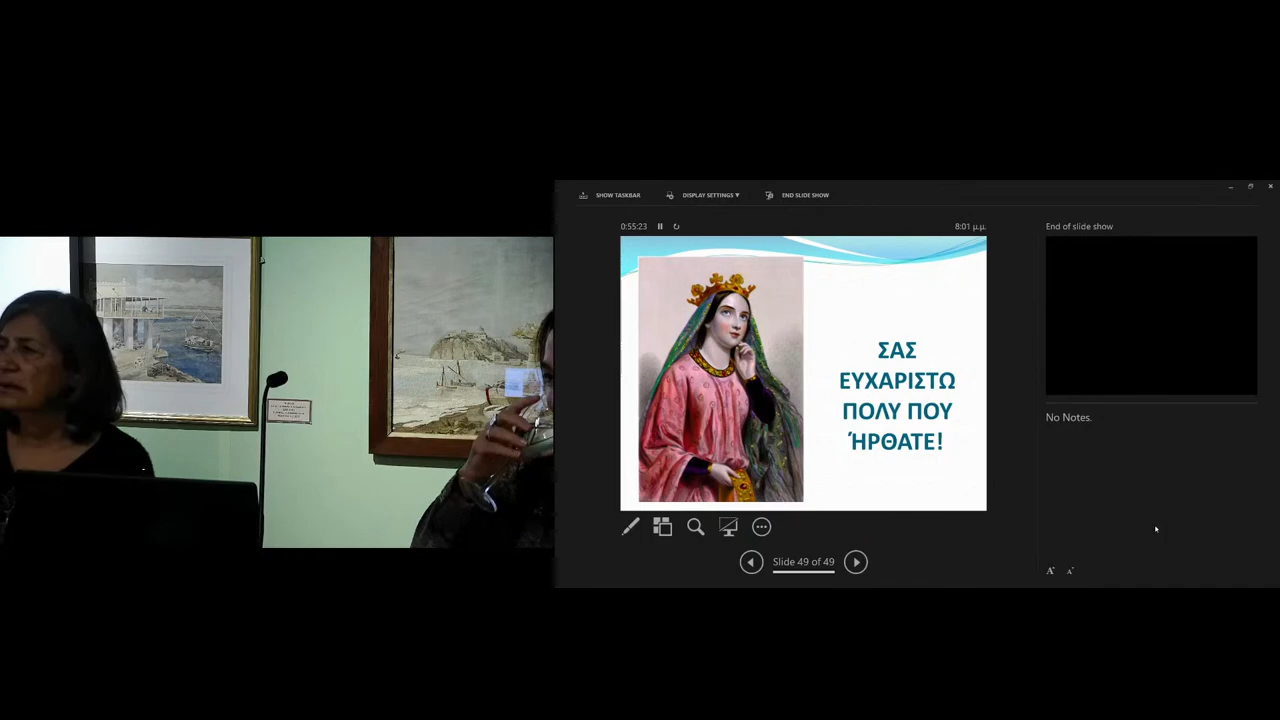 SHOW TASKBAR
DISPLAY SETTINGS
END SLIDE SHOW
0:55:23
8:01 μ.μ.
End of slide show
ΣΑΣ
ΕΥΧΑΡΙΣΤΩ
ΠΟΛΥ ΠΟΥ
ΉΡΘΑΤΕ!
No Notes.
Slide 49 of 49
A
A